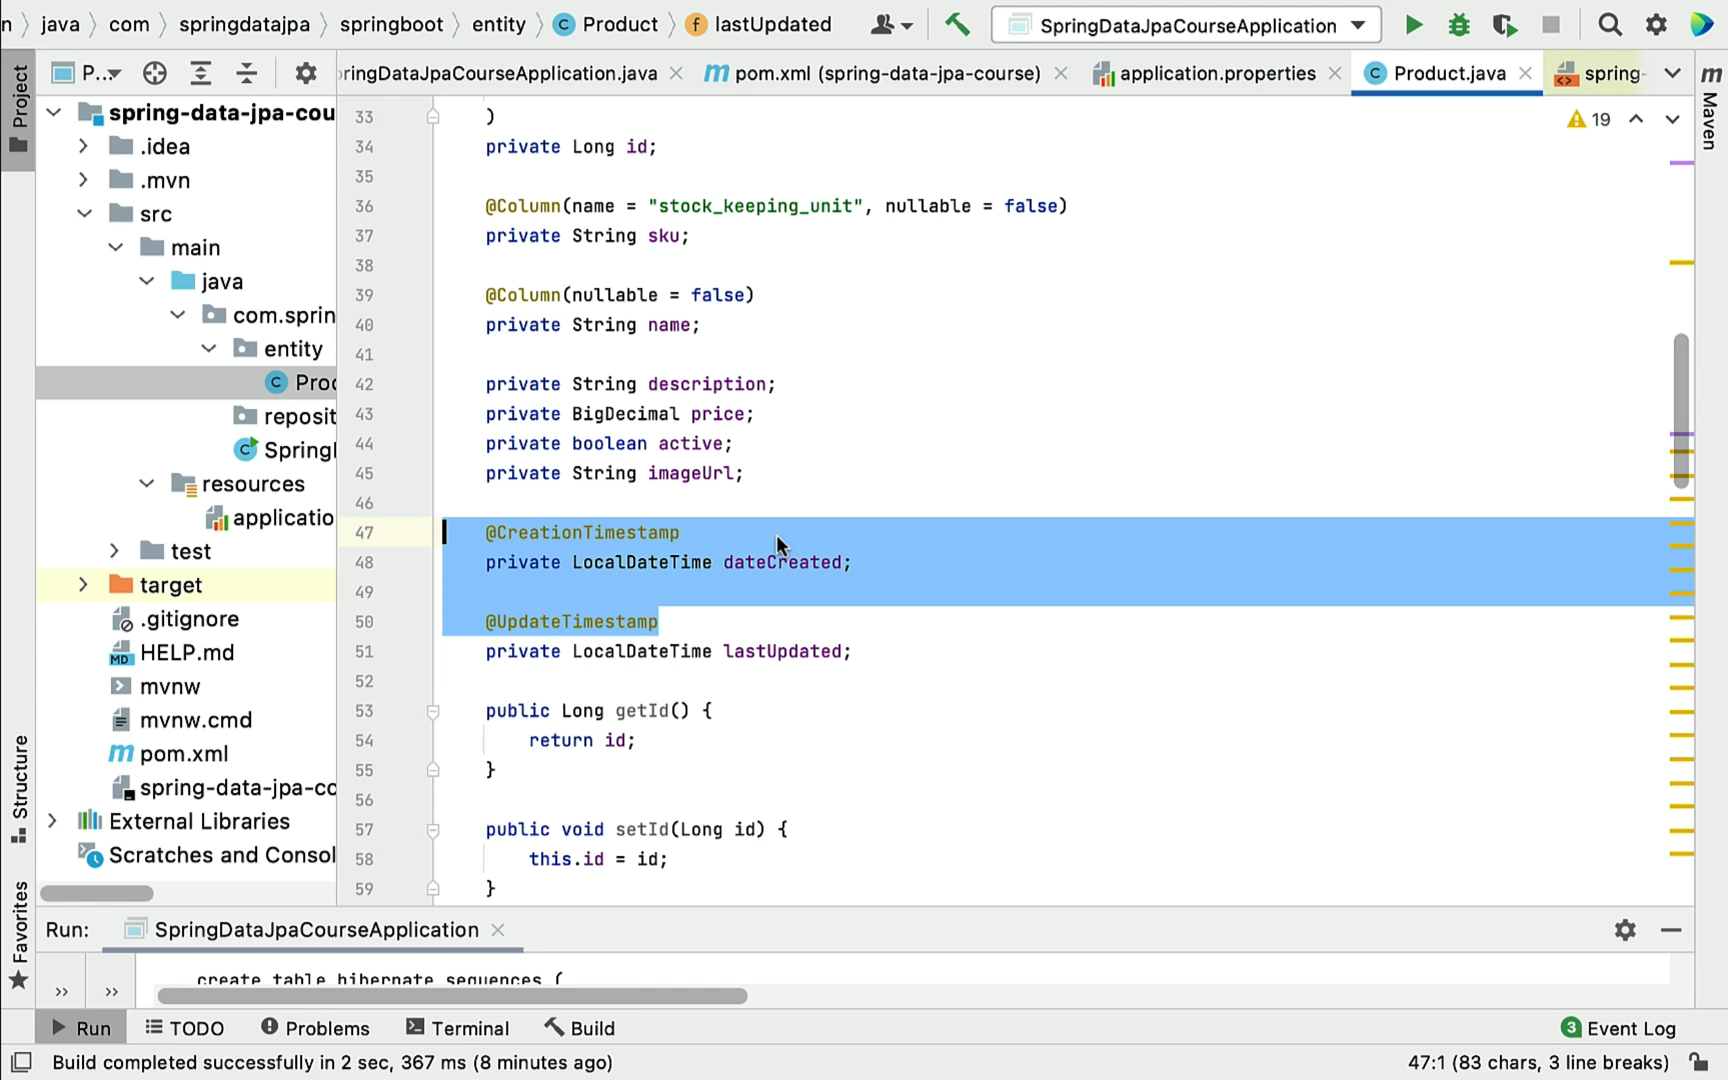 n java com springdatajpa springboot entity Product lastUpdated SpringDataJpaCourseApplication
P... ringDataJpaCourseApplication.java pom.xml (spring-data-jpa-course) application.properties Product.java spring-
Project
Structure
Favorites
Maven
spring-data-jpa-cou
.idea
.mvn
src
main
java
com.sprin
entity
Proc
reposit
Spring
resources
applicatio
test
target
.gitignore
HELP.md
mvnw
mvnw.cmd
pom.xml
spring-data-jpa-co
External Libraries
Scratches and Consol
19
33 )
34 private Long id;
35
36 @Column(name = "stock_keeping_unit", nullable = false)
37 private String sku;
38
39 @Column(nullable = false)
40 private String name;
41
42 private String description;
43 private BigDecimal price;
44 private boolean active;
45 private String imageUrl;
46
47 @CreationTimestamp
48 private LocalDateTime dateCreated;
49
50 @UpdateTimestamp
51 private LocalDateTime lastUpdated;
52
53 public Long getId() {
54 return id;
55 }
56
57 public void setId(Long id) {
58 this.id = id;
59 }
Run: SpringDataJpaCourseApplication
create table hibernate_sequences (
Run TODO Problems Terminal Build 3 Event Log
Build completed successfully in 2 sec, 367 ms (8 minutes ago) 47:1 (83 chars, 3 line breaks)